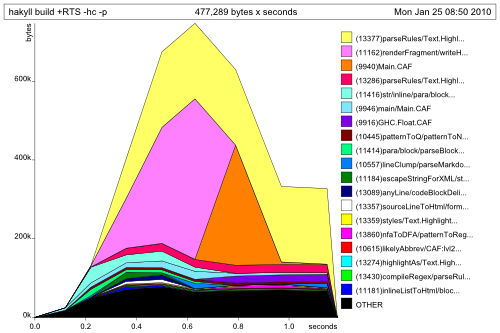 hakyll build +RTS -hc -p
477,289 bytes x seconds
Mon Jan 25 08:50 2010
bytes
600k
400k
200k
0k
0.0 0.2 0.4 0.6 0.8 1.0 seconds
(13377)parseRules/Text.Highl...
(11162)renderFragment/writeH...
(9940)Main.CAF
(13286)parseRules/Text.Highl...
(11416)str/inline/para/block...
(9946)main/Main.CAF
(9916)GHC.Float.CAF
(10445)patternToQ/patternToN...
(11414)para/block/parseBlock...
(10557)lineClump/parseMarkdo...
(11184)escapeStringForXML/st...
(13089)anyLine/codeBlockDeli...
(13357)sourceLineToHtml/form...
(13359)styles/Text.Highlight...
(13860)nfaToDFA/patternToReg...
(10615)likelyAbbrev/CAF:lvl2...
(13274)highlightAs/Text.High...
(13430)compileRegex/parseRul...
(11181)inlineListToHtml/bloc...
OTHER